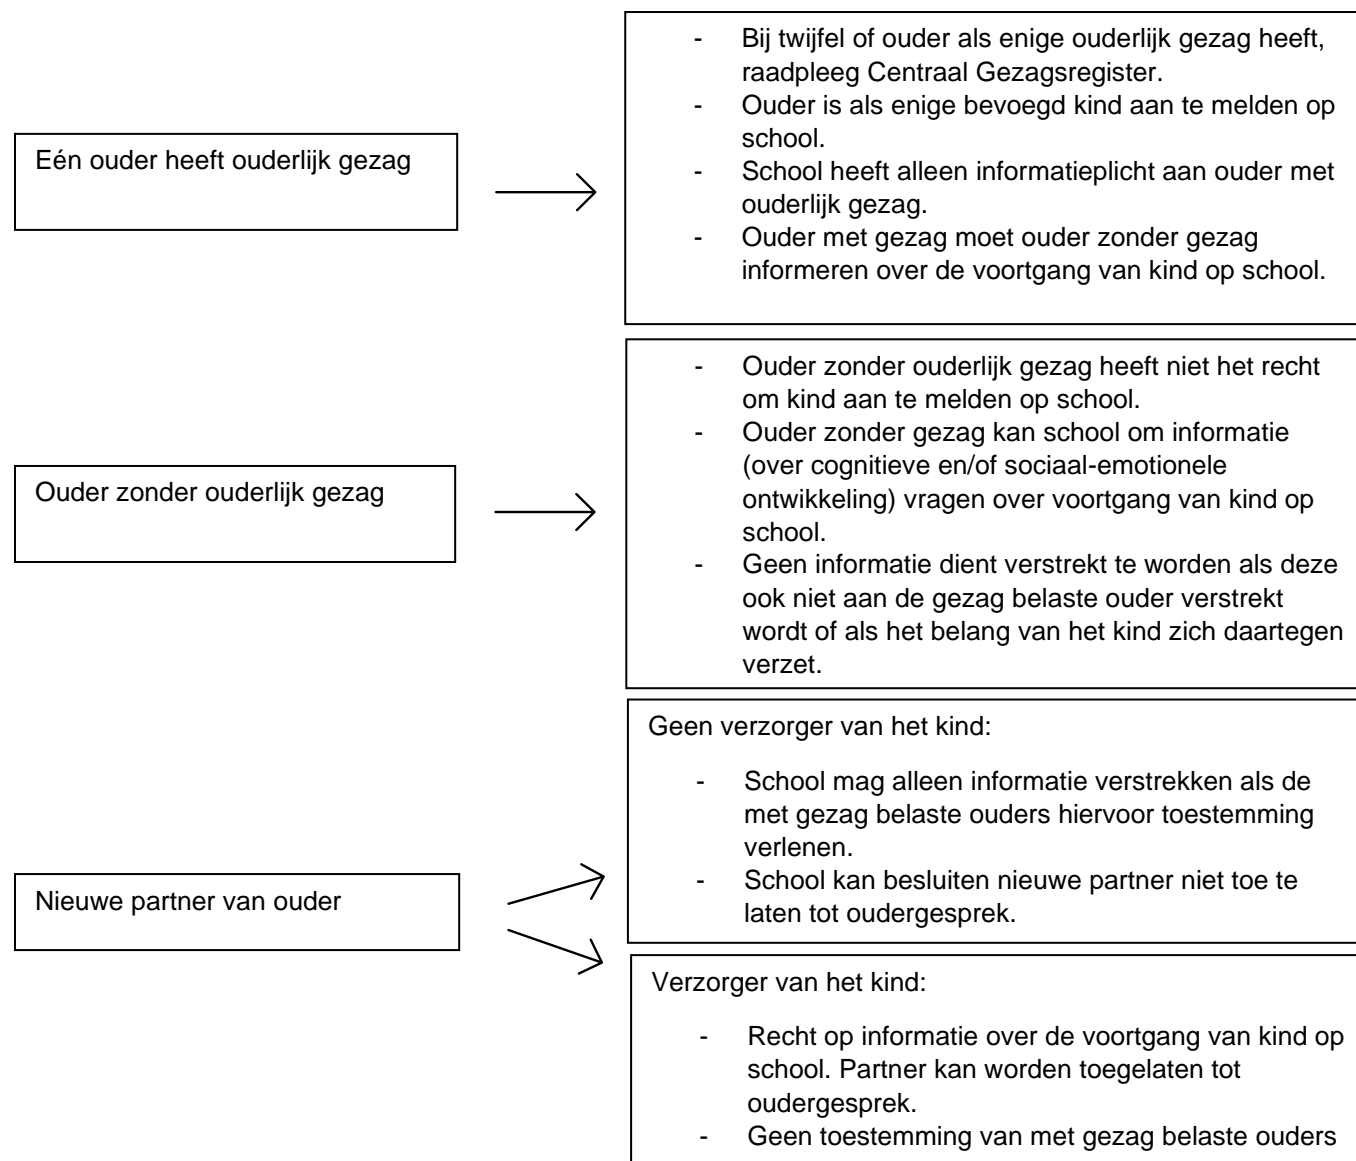 Eén ouder heeft ouderlijk gezag
- Bij twijfel of ouder als enige ouderlijk gezag heeft,
raadpleeg Centraal Gezagsregister.
- Ouder is als enige bevoegd kind aan te melden op
school.
- School heeft alleen informatieplicht aan ouder met
ouderlijk gezag.
- Ouder met gezag moet ouder zonder gezag
informeren over de voortgang van kind op school.
Ouder zonder ouderlijk gezag
- Ouder zonder ouderlijk gezag heeft niet het recht
om kind aan te melden op school.
- Ouder zonder gezag kan school om informatie
(over cognitieve en/of sociaal-emotionele
ontwikkeling) vragen over voortgang van kind op
school.
- Geen informatie dient verstrekt te worden als deze
ook niet aan de gezag belaste ouder verstrekt
wordt of als het belang van het kind zich daartegen
verzet.
Nieuwe partner van ouder
Geen verzorger van het kind:
- School mag alleen informatie verstrekken als de
met gezag belaste ouders hiervoor toestemming
verlenen.
- School kan besluiten nieuwe partner niet toe te
laten tot oudergesprek.
Verzorger van het kind:
- Recht op informatie over de voortgang van kind op
school. Partner kan worden toegelaten tot
oudergesprek.
- Geen toestemming van met gezag belaste ouders